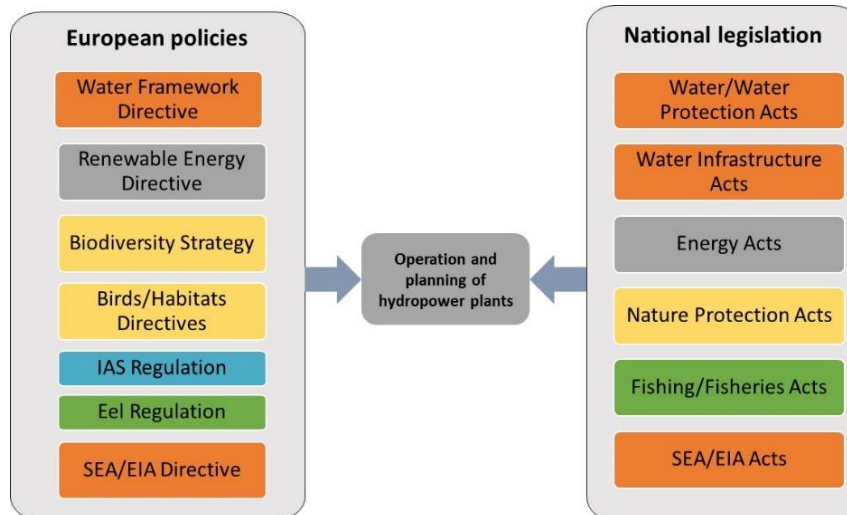 European policies
Water Framework
Directive
Renewable Energy
Directive
Biodiversity Strategy
Birds/Habitats
Directives
IAS Regulation
Eel Regulation
SEA/EIA Directive
Operation and
planning of
hydropower plants
National legislation
Water/Water
Protection Acts
Water Infrastructure
Acts
Energy Acts
Nature Protection Acts
Fishing/Fisheries Acts
SEA/EIA Acts